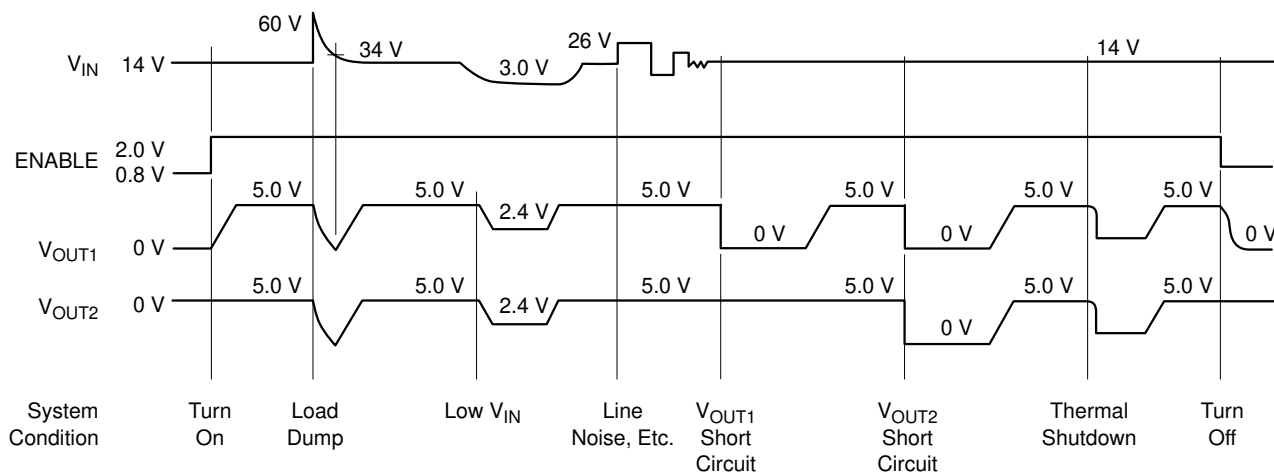 60 V
34 V
26 V
14 V
V_IN 14 V
3.0 V
ENABLE
2.0 V
0.8 V
5.0 V 5.0 V 2.4 V 5.0 V 5.0 V 5.0 V 5.0 V
V_OUT1 0 V 0 V 0 V 0 V
V_OUT2 0 V 5.0 V 5.0 V 2.4 V 5.0 V 5.0 V 5.0 V 5.0 V
0 V
System Condition
Turn On
Load Dump
Low V_IN
Line Noise, Etc.
V_OUT1 Short Circuit
V_OUT2 Short Circuit
Thermal Shutdown
Turn Off